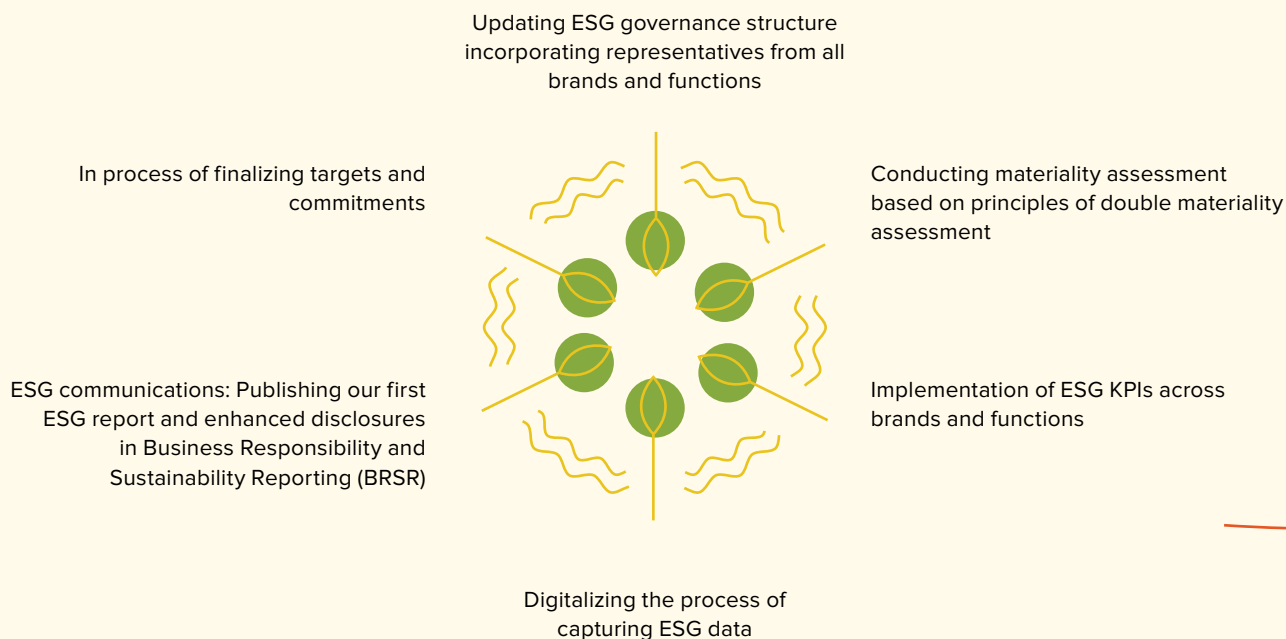 Updating ESG governance structure
incorporating representatives from all
brands and functions
In process of finalizing targets and
commitments
Conducting materiality assessment
based on principles of double materiality
assessment
ESG communications: Publishing our first
ESG report and enhanced disclosures
in Business Responsibility and
Sustainability Reporting (BRSR)
Implementation of ESG KPIs across
brands and functions
Digitalizing the process of
capturing ESG data